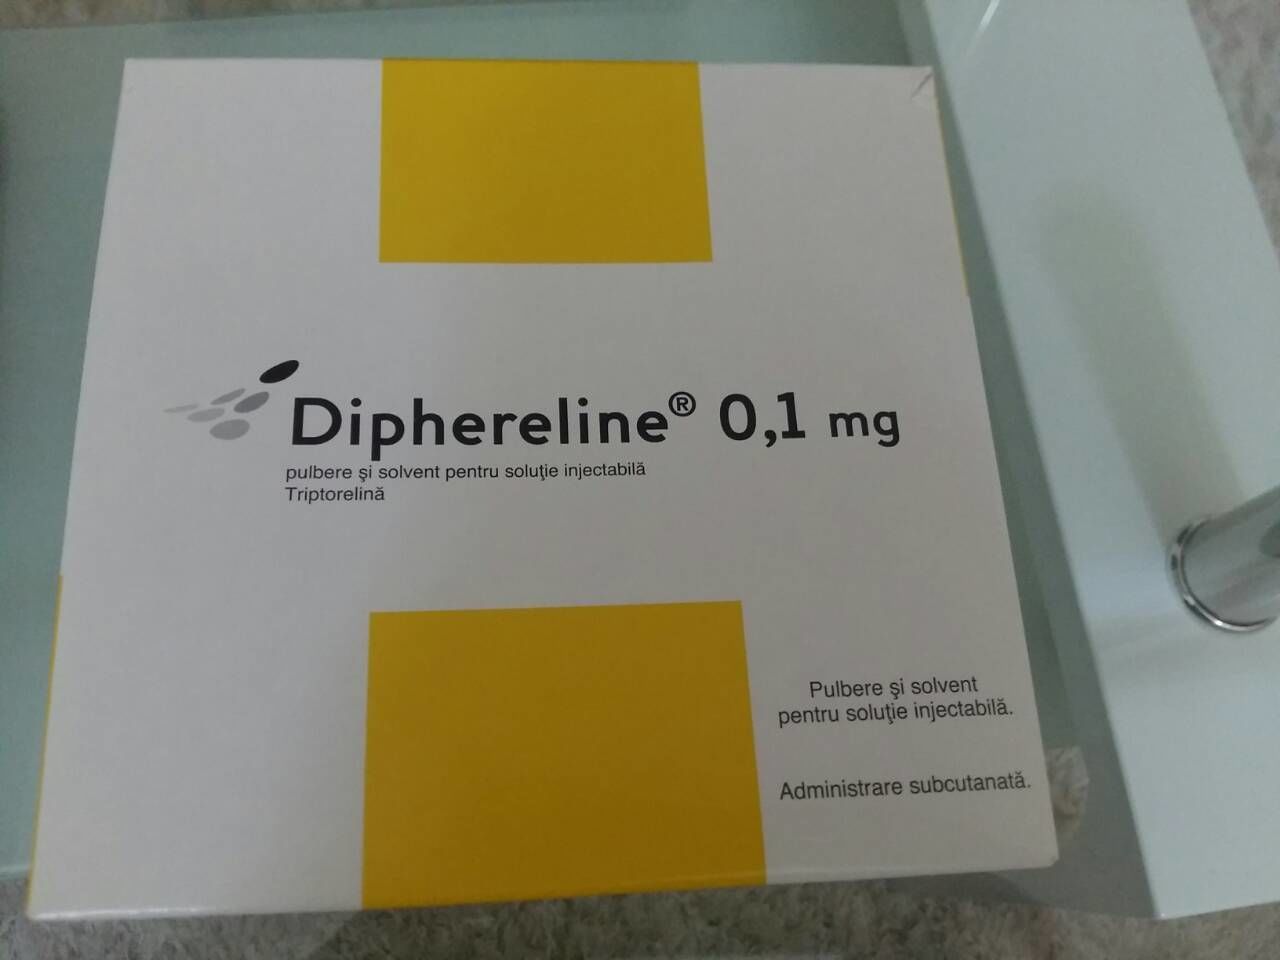 Diphereline® 0,1 mg
pulbere şi solvent pentru soluţie injectabilă
Triptorelină
Pulbere şi solvent
pentru soluţie injectabilă.
Administrare subcutanată.